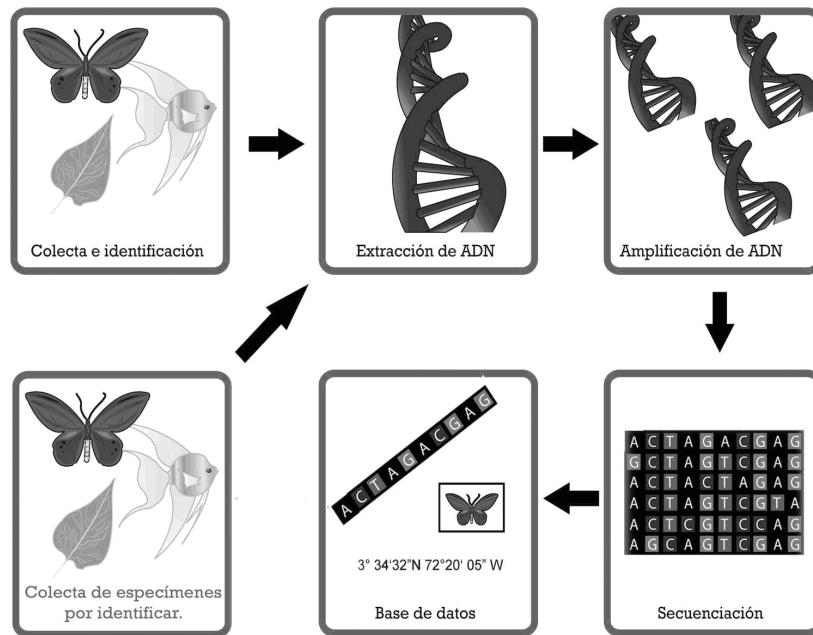 Colecta e identificación
Extracción de ADN
Amplificación de ADN
Colecta de especímenes
por identificar.
ACTAGACGAG
3° 34‘32”N 72°20‘ 05” W
Base de datos
ACTAGACGAG
GCTAGTCGAG
ACTACTAGAG
ACTAGTCGTA
ACTCGTCCAG
AGCAGTCGAG
Secuenciación